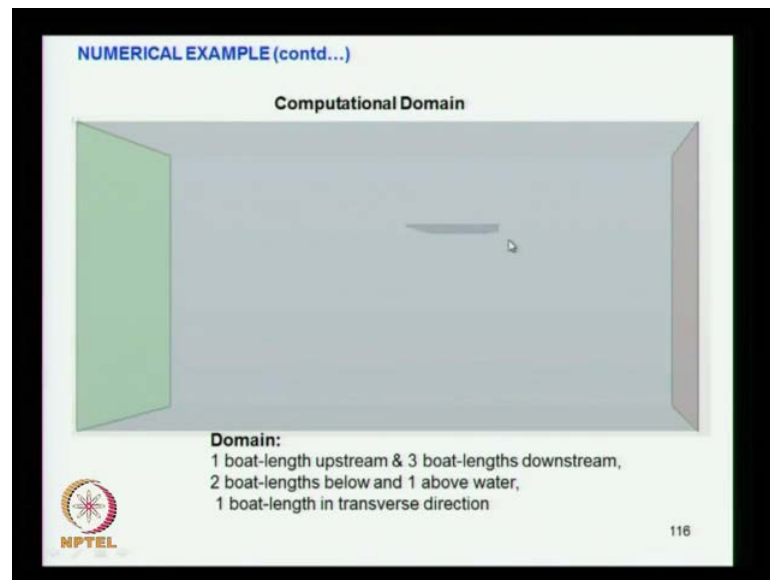 NUMERICAL EXAMPLE (contd...)
Computational Domain
Domain:
1 boat-length upstream & 3 boat-lengths downstream,
2 boat-lengths below and 1 above water,
1 boat-length in transverse direction
NPTEL
116